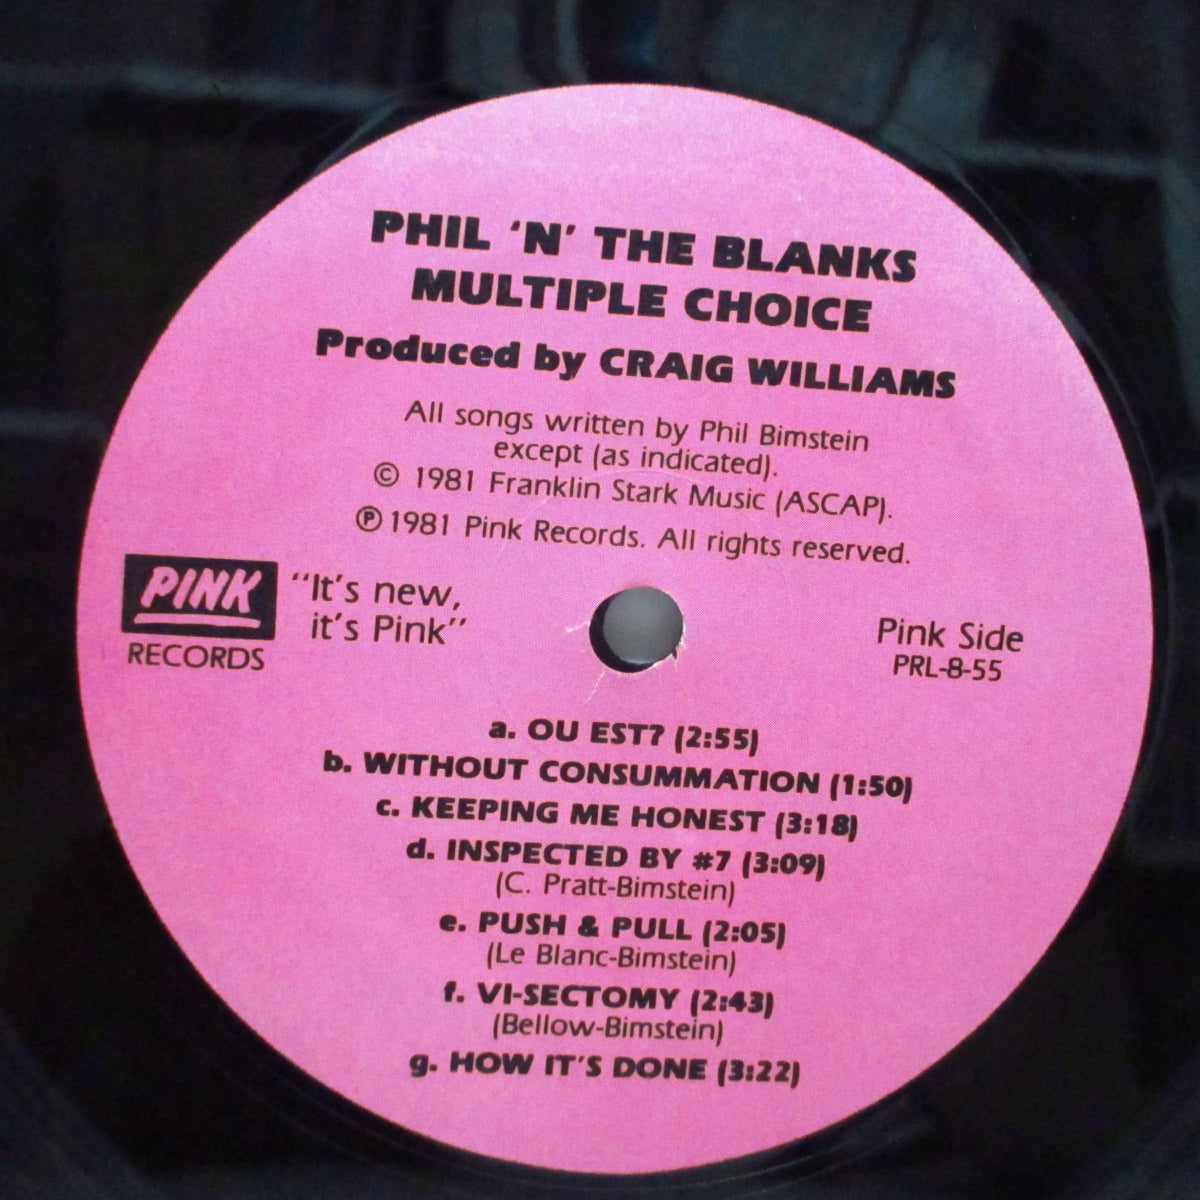 PHIL 'N' THE BLANKS
MULTIPLE CHOICE
Produced by CRAIG WILLIAMS
All songs written by Phil Bimstein
except (as indicated).
© 1981 Franklin Stark Music (ASCAP).
℗ 1981 Pink Records. All rights reserved.
PINK
RECORDS
"It's new,
it's Pink"
Pink Side
PRL-8-55
a. OU EST? (2:55)
b. WITHOUT CONSUMMATION (1:50)
c. KEEPING ME HONEST (3:18)
d. INSPECTED BY #7 (3:09)
(C. Pratt-Bimstein)
e. PUSH & PULL (2:05)
(Le Blanc-Bimstein)
f. VI-SECTOMY (2:43)
(Bellow-Bimstein)
g. HOW IT'S DONE (3:22)